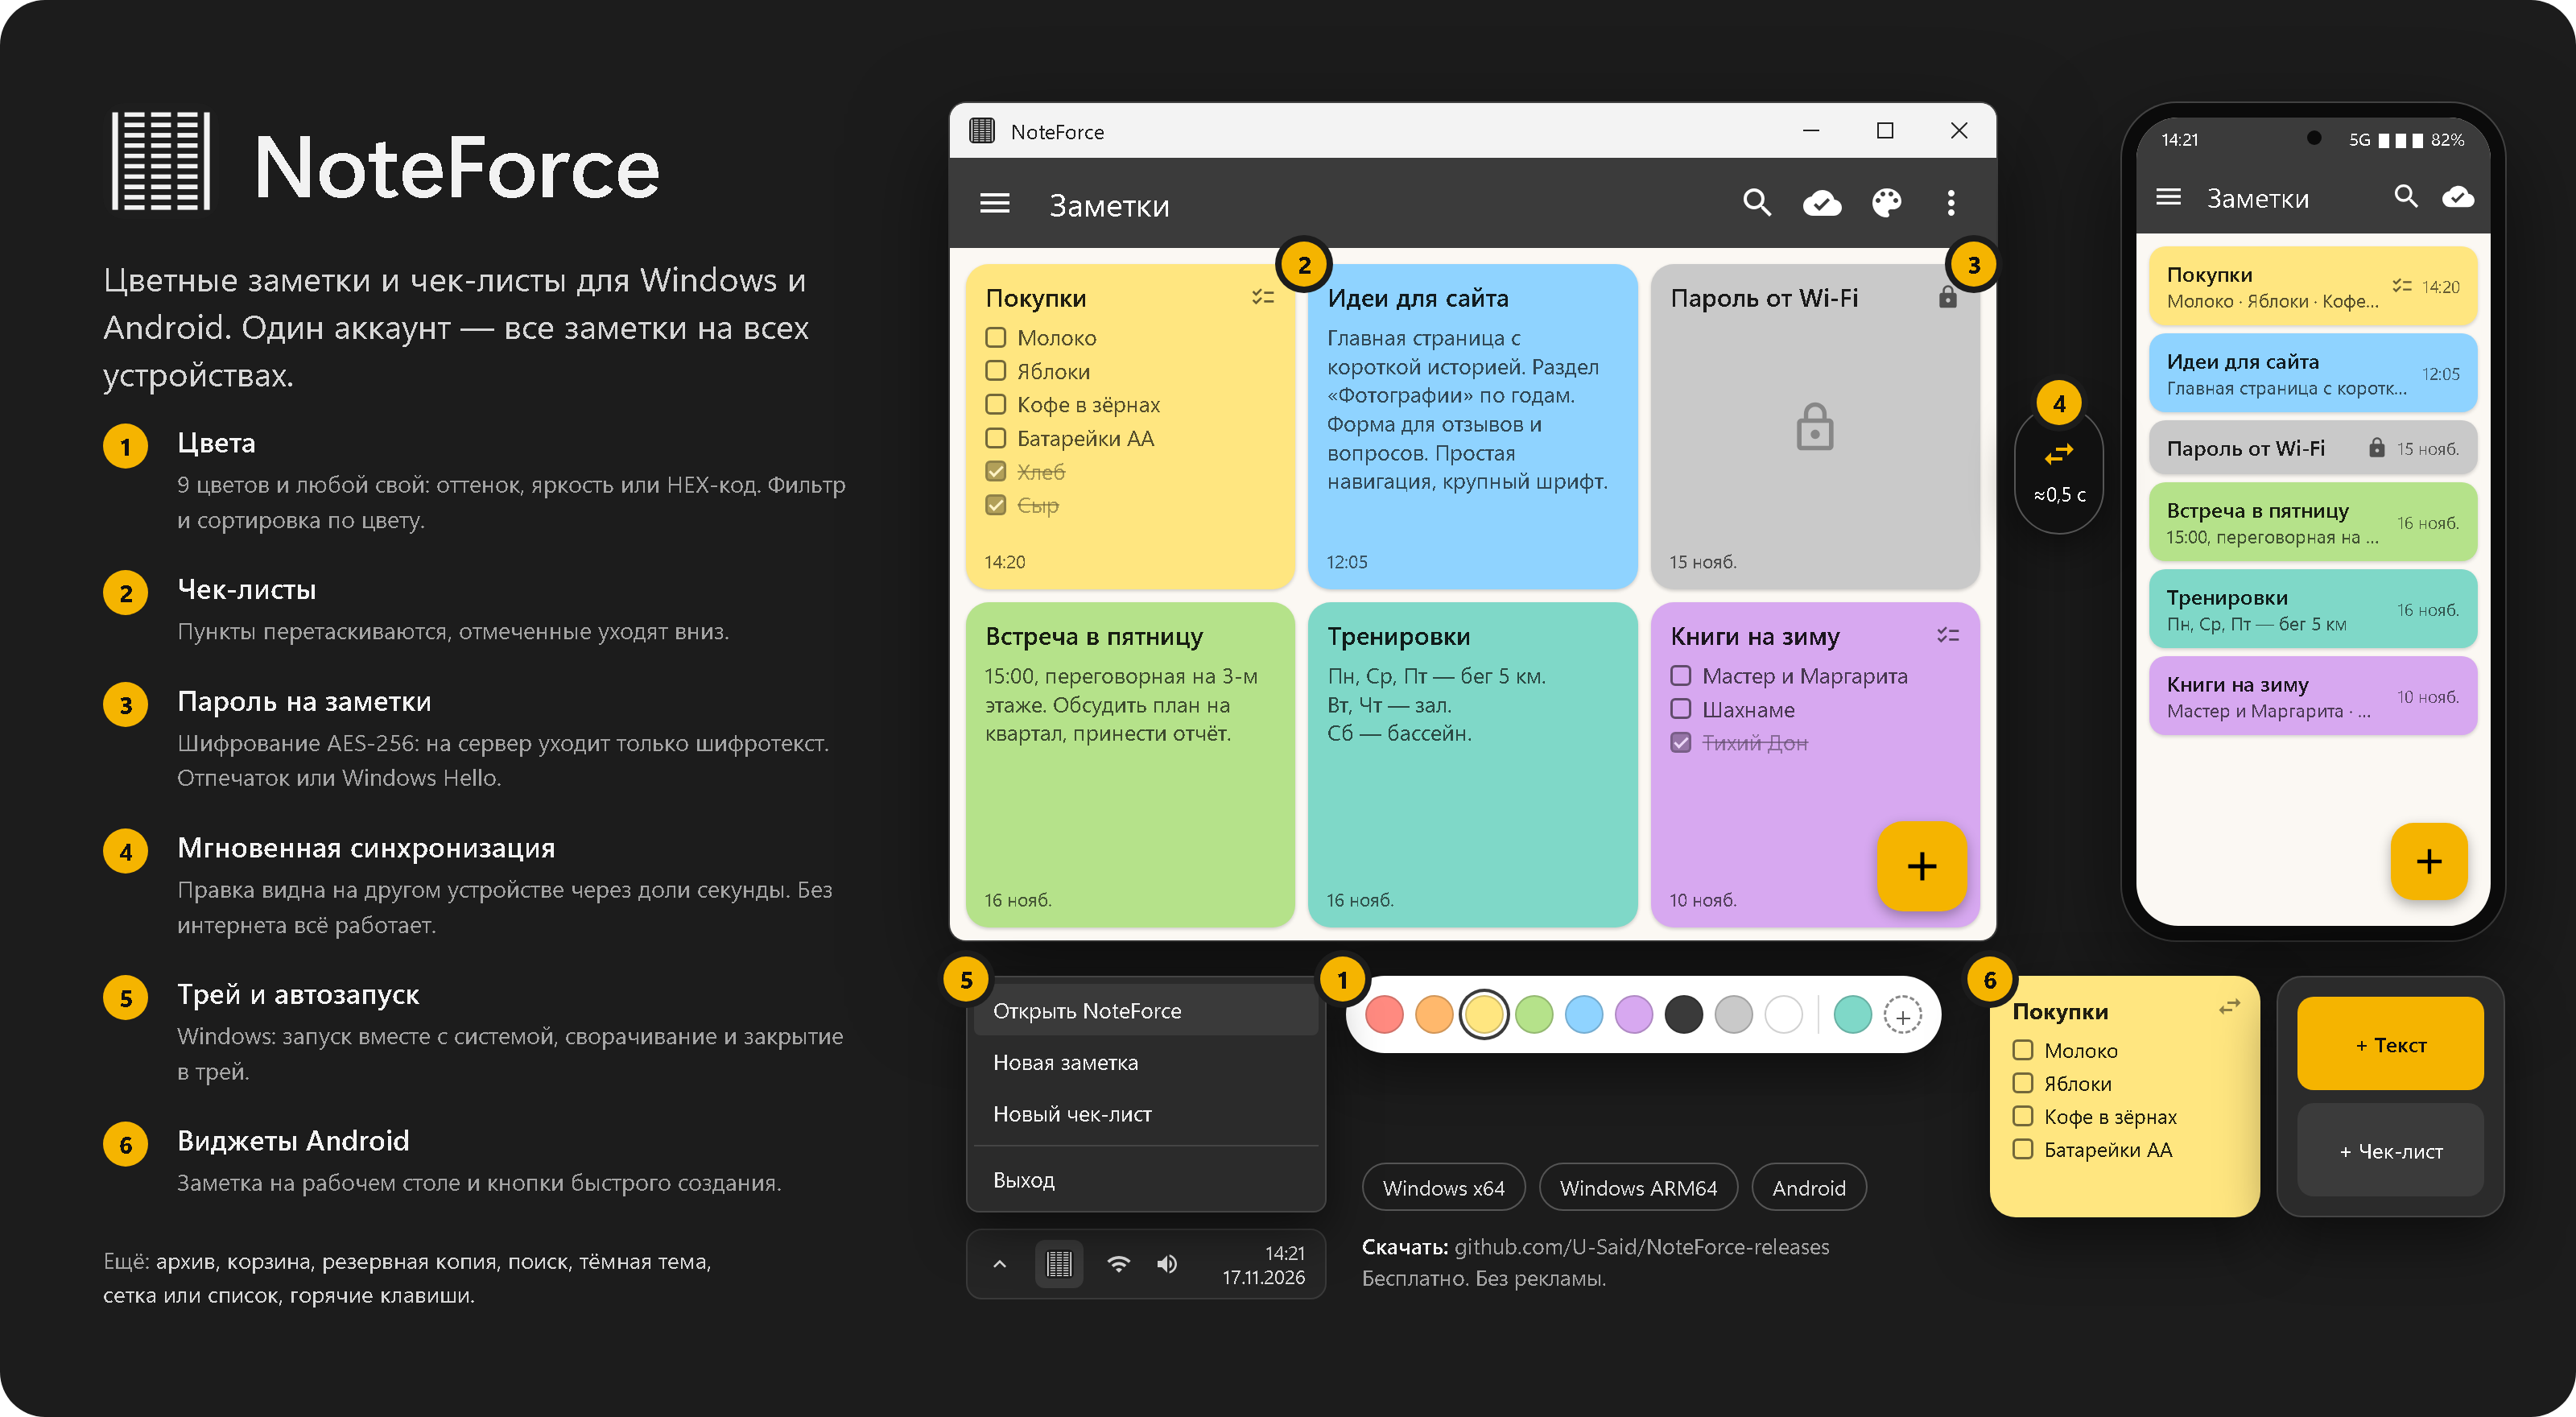 NoteForce
Цветные заметки и чек-листы для Windows и
Android. Один аккаунт — все заметки на всех
устройствах.
1 Цвета
9 цветов и любой свой: оттенок, яркость или HEX-код. Фильтр
и сортировка по цвету.
2 Чек-листы
Пункты перетаскиваются, отмеченные уходят вниз.
3 Пароль на заметки
Шифрование AES-256: на сервер уходит только шифротекст.
Отпечаток или Windows Hello.
4 Мгновенная синхронизация
Правка видна на другом устройстве через доли секунды. Без
интернета всё работает.
5 Трей и автозапуск
Windows: запуск вместе с системой, сворачивание и закрытие
в трей.
6 Виджеты Android
Заметка на рабочем столе и кнопки быстрого создания.
Ещё: архив, корзина, резервная копия, поиск, тёмная тема,
сетка или список, горячие клавиши.
NoteForce
Заметки
2
3
Покупки
Молоко
Яблоки
Кофе в зёрнах
Батарейки AA
Хлеб
Сыр
14:20
Идеи для сайта
Главная страница с
короткой историей. Раздел
«Фотографии» по годам.
Форма для отзывов и
вопросов. Простая
навигация, крупный шрифт.
12:05
Пароль от Wi-Fi
15 нояб.
Встреча в пятницу
15:00, переговорная на 3-м
этаже. Обсудить план на
квартал, принести отчёт.
16 нояб.
Тренировки
Пн, Ср, Пт — бег 5 км.
Вт, Чт — зал.
Сб — бассейн.
16 нояб.
Книги на зиму
Мастер и Маргарита
Шахнаме
Тихий Дон
10 нояб.
+
4
≈0,5 с
14:21 5G 82%
Заметки
Покупки
Молоко · Яблоки · Кофе... 14:20
Идеи для сайта
Главная страница с коротк... 12:05
Пароль от Wi-Fi 15 нояб.
Встреча в пятницу
15:00, переговорная на ... 16 нояб.
Тренировки
Пн, Ср, Пт — бег 5 км 16 нояб.
Книги на зиму
Мастер и Маргарита · ... 10 нояб.
+
5
Открыть NoteForce
Новая заметка
Новый чек-лист
Выход
14:21
17.11.2026
1
+
Windows x64 Windows ARM64 Android
Скачать: github.com/U-Said/NoteForce-releases
Бесплатно. Без рекламы.
6
Покупки
Молоко
Яблоки
Кофе в зёрнах
Батарейки AA
+ Текст
+ Чек-лист